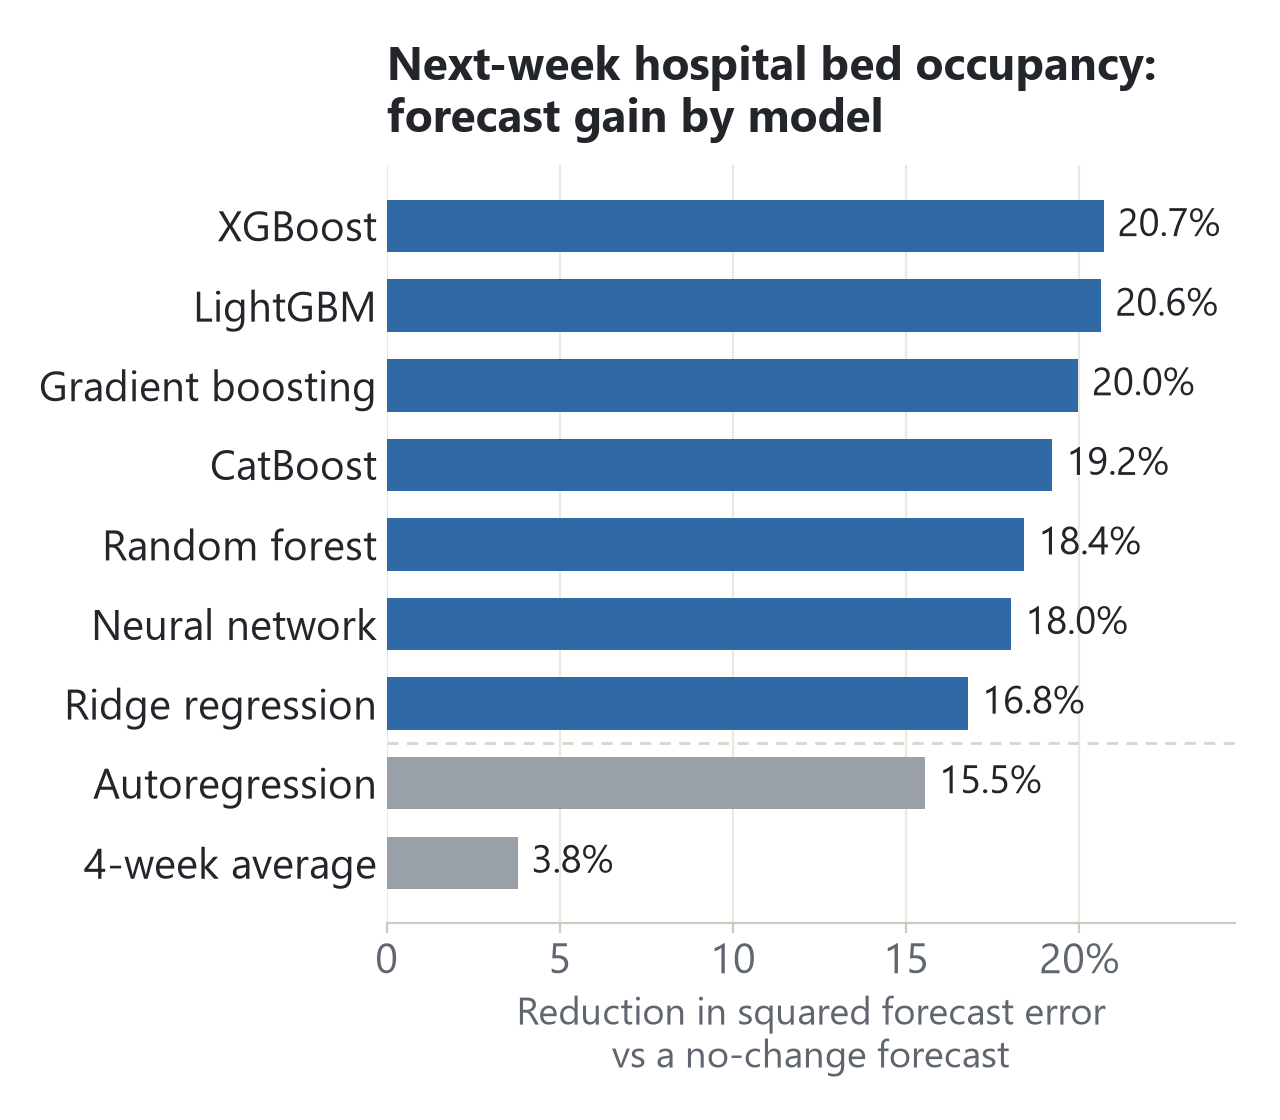 Next-week hospital bed occupancy:
forecast gain by model
XGBoost 20.7%
LightGBM 20.6%
Gradient boosting 20.0%
CatBoost 19.2%
Random forest 18.4%
Neural network 18.0%
Ridge regression 16.8%
Autoregression 15.5%
4-week average 3.8%
0 5 10 15 20%
Reduction in squared forecast error
vs a no-change forecast